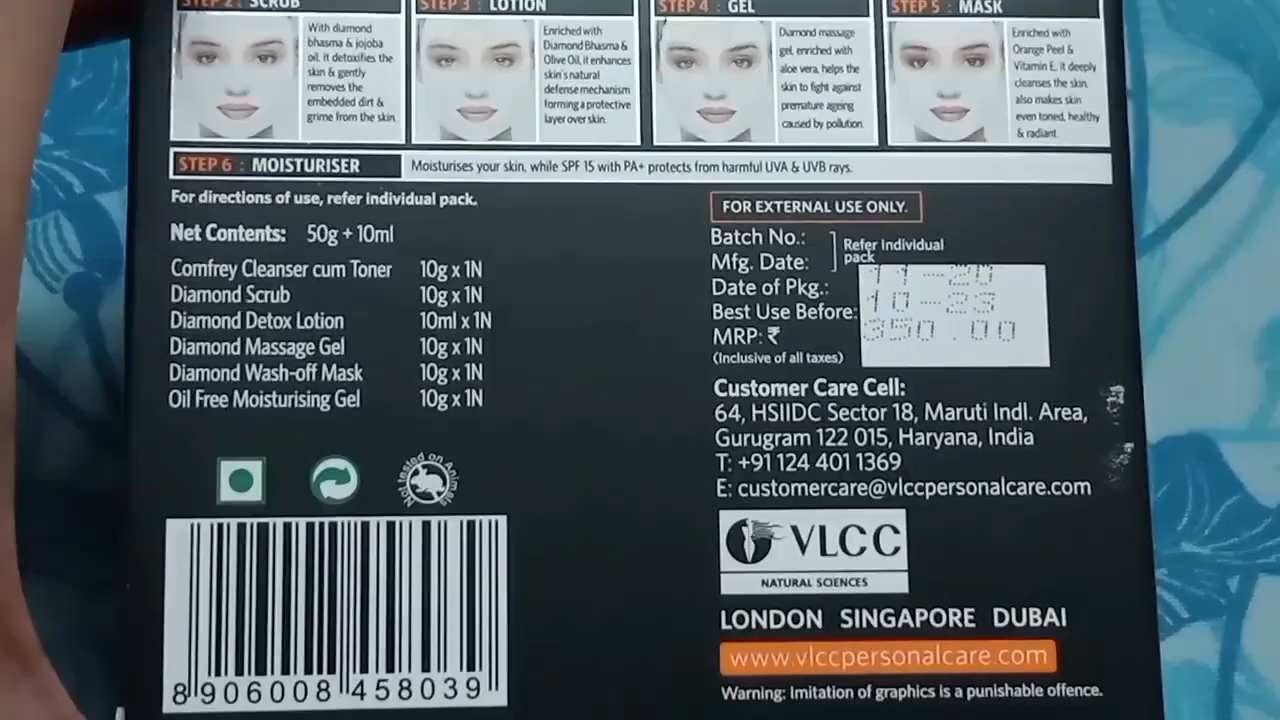 STEP 2 : SCRUB
With diamond
bhasma & jojoba
oil, it detoxifies the
skin & gently
removes the
embedded dirt &
grime from the skin.
STEP 3 : LOTION
Enriched with
Diamond Bhasma &
Olive Oil, it enhances
skin's natural
defense mechanism
forming a protective
layer over skin.
STEP 4 : GEL
Diamond massage
gel, enriched with
aloe vera, helps the
skin to fight against
premature ageing
caused by pollution.
STEP 5 : MASK
Enriched with
Orange Peel &
Vitamin E, it deeply
cleanses the skin,
also makes skin
even toned, healthy
& radiant.
STEP 6 : MOISTURISER
Moisturises your skin, while SPF 15 with PA+ protects from harmful UVA & UVB rays.
For directions of use, refer individual pack.
Net Contents: 50g + 10ml
Comfrey Cleanser cum Toner 10g x 1N
Diamond Scrub 10g x 1N
Diamond Detox Lotion 10ml x 1N
Diamond Massage Gel 10g x 1N
Diamond Wash-off Mask 10g x 1N
Oil Free Moisturising Gel 10g x 1N
Not tested on Animals
8 906008 458039
FOR EXTERNAL USE ONLY.
Batch No.:
Mfg. Date:
Refer Individual
pack
Date of Pkg.: 11-20
Best Use Before: 10-23
MRP: ₹ 350.00
(Inclusive of all taxes)
Customer Care Cell:
64, HSIIDC Sector 18, Maruti Indl. Area,
Gurugram 122 015, Haryana, India
T: +91 124 401 1369
E: customercare@vlccpersonalcare.com
VLCC
NATURAL SCIENCES
LONDON SINGAPORE DUBAI
www.vlccpersonalcare.com
Warning: Imitation of graphics is a punishable offence.